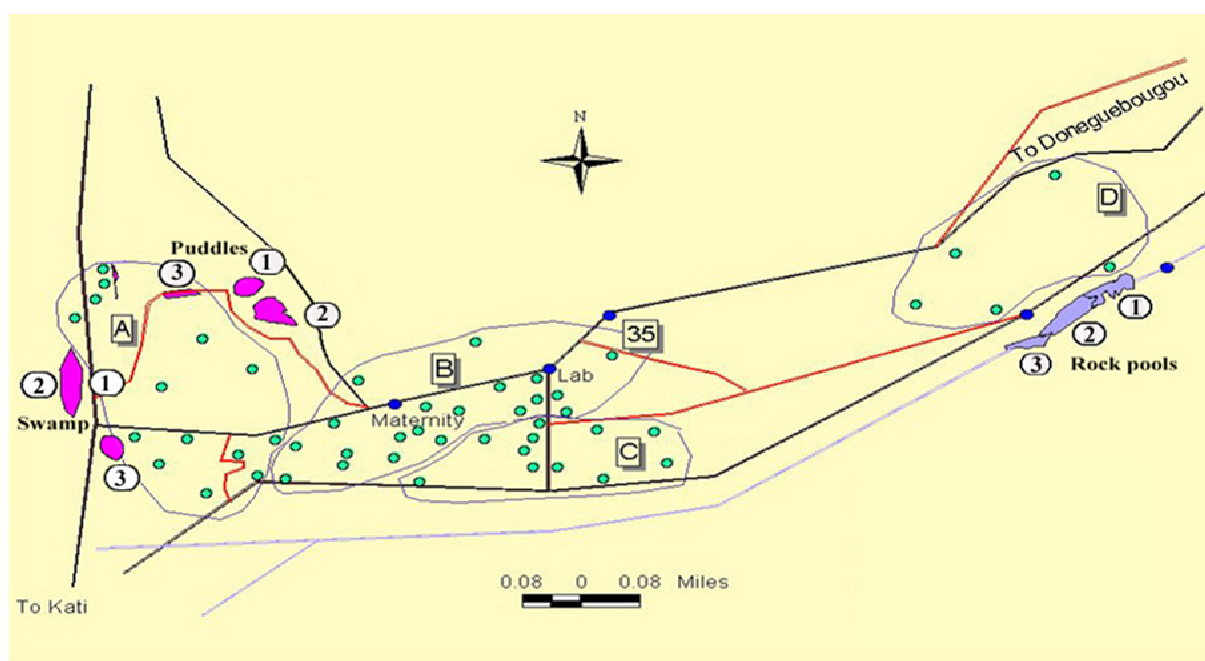 N
To Doneguebougou
D
Puddles
1
3
2
A
35
1
2
3
Rock pools
B
Lab
2
1
Maternity
Swamp
C
3
0.08 0 0.08 Miles
To Kati